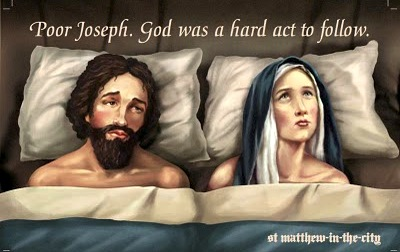 Poor Joseph. God was a hard act to follow.
st matthew-in-the-city